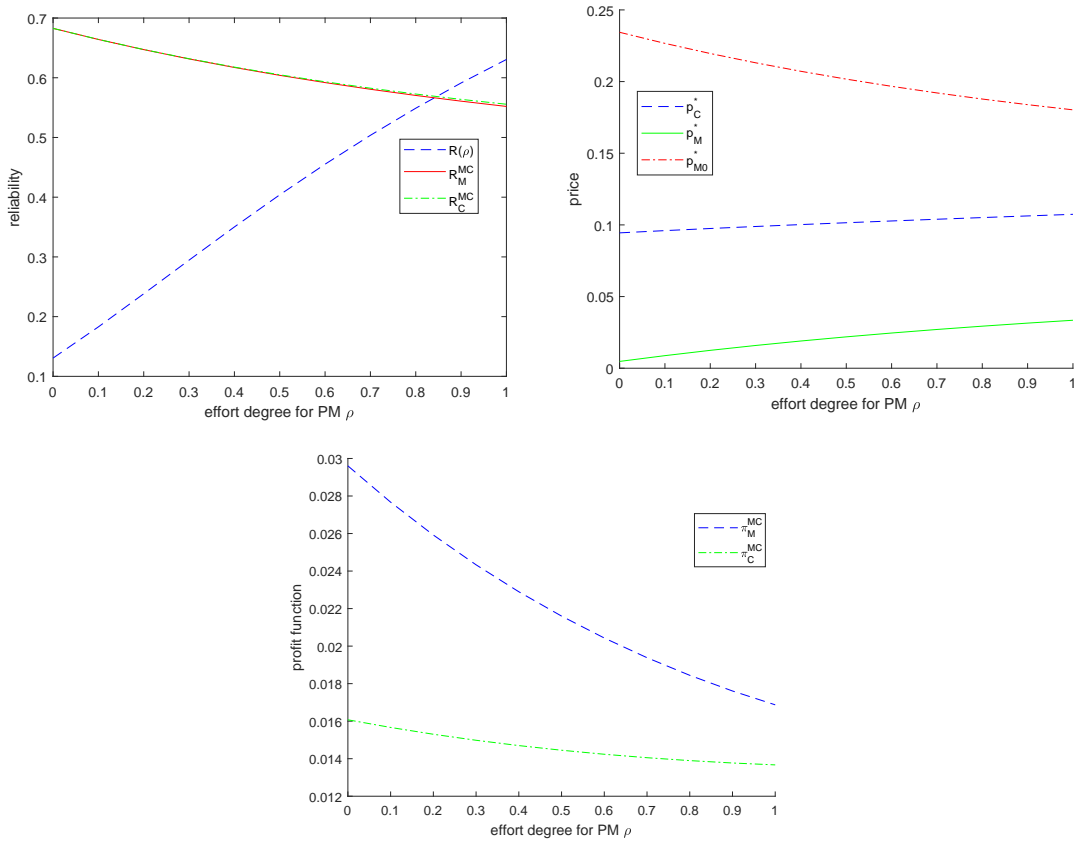 0.7
0.6
0.5
0.4
0.3
0.2
0.1
reliability
R(ρ)
R_M^MC
R_C^MC
0 0.1 0.2 0.3 0.4 0.5 0.6 0.7 0.8 0.9 1
effort degree for PM ρ
0.25
0.2
0.15
0.1
0.05
0
price
p_C^*
p_M^*
p_M0^*
0 0.1 0.2 0.3 0.4 0.5 0.6 0.7 0.8 0.9 1
effort degree for PM ρ
0.03
0.028
0.026
0.024
0.022
0.02
0.018
0.016
0.014
0.012
profit function
π_M^MC
π_C^MC
0 0.1 0.2 0.3 0.4 0.5 0.6 0.7 0.8 0.9 1
effort degree for PM ρ